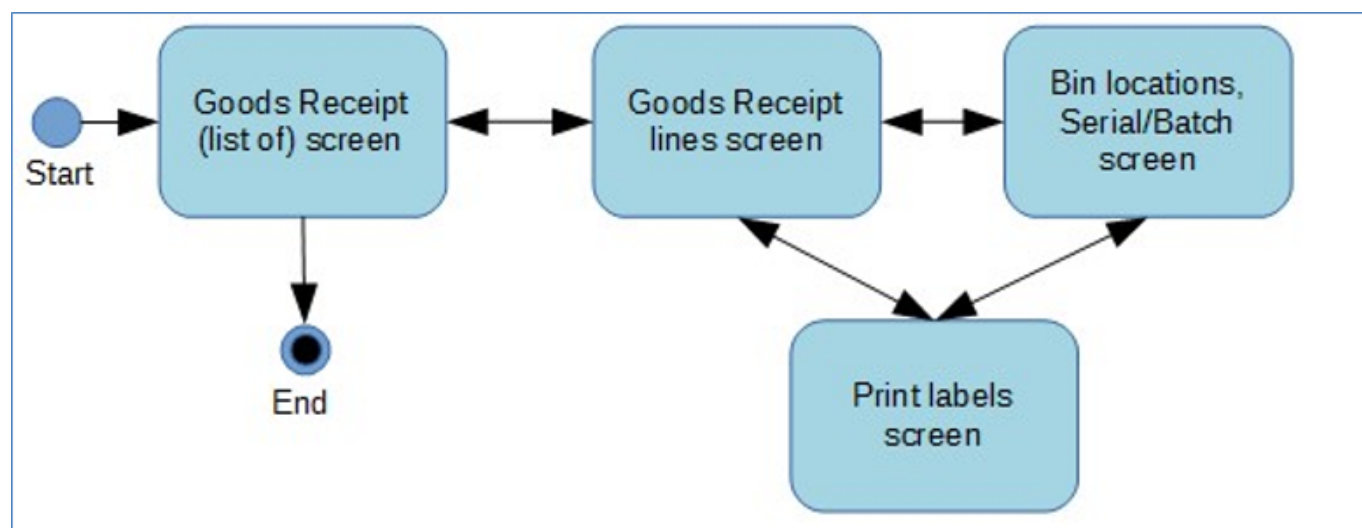 Start
Goods Receipt
(list of) screen
Goods Receipt
lines screen
Bin locations,
Serial/Batch
screen
End
Print labels
screen